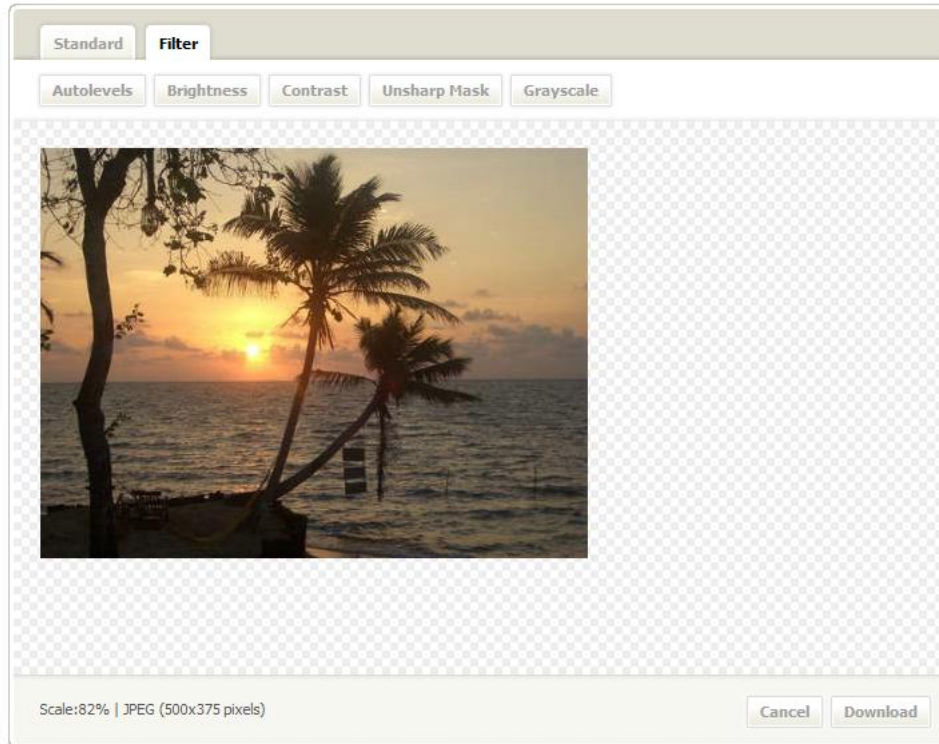 Standard Filter
Autolevels Brightness Contrast Unsharp Mask Grayscale
Scale:82% | JPEG (500x375 pixels)
Cancel Download